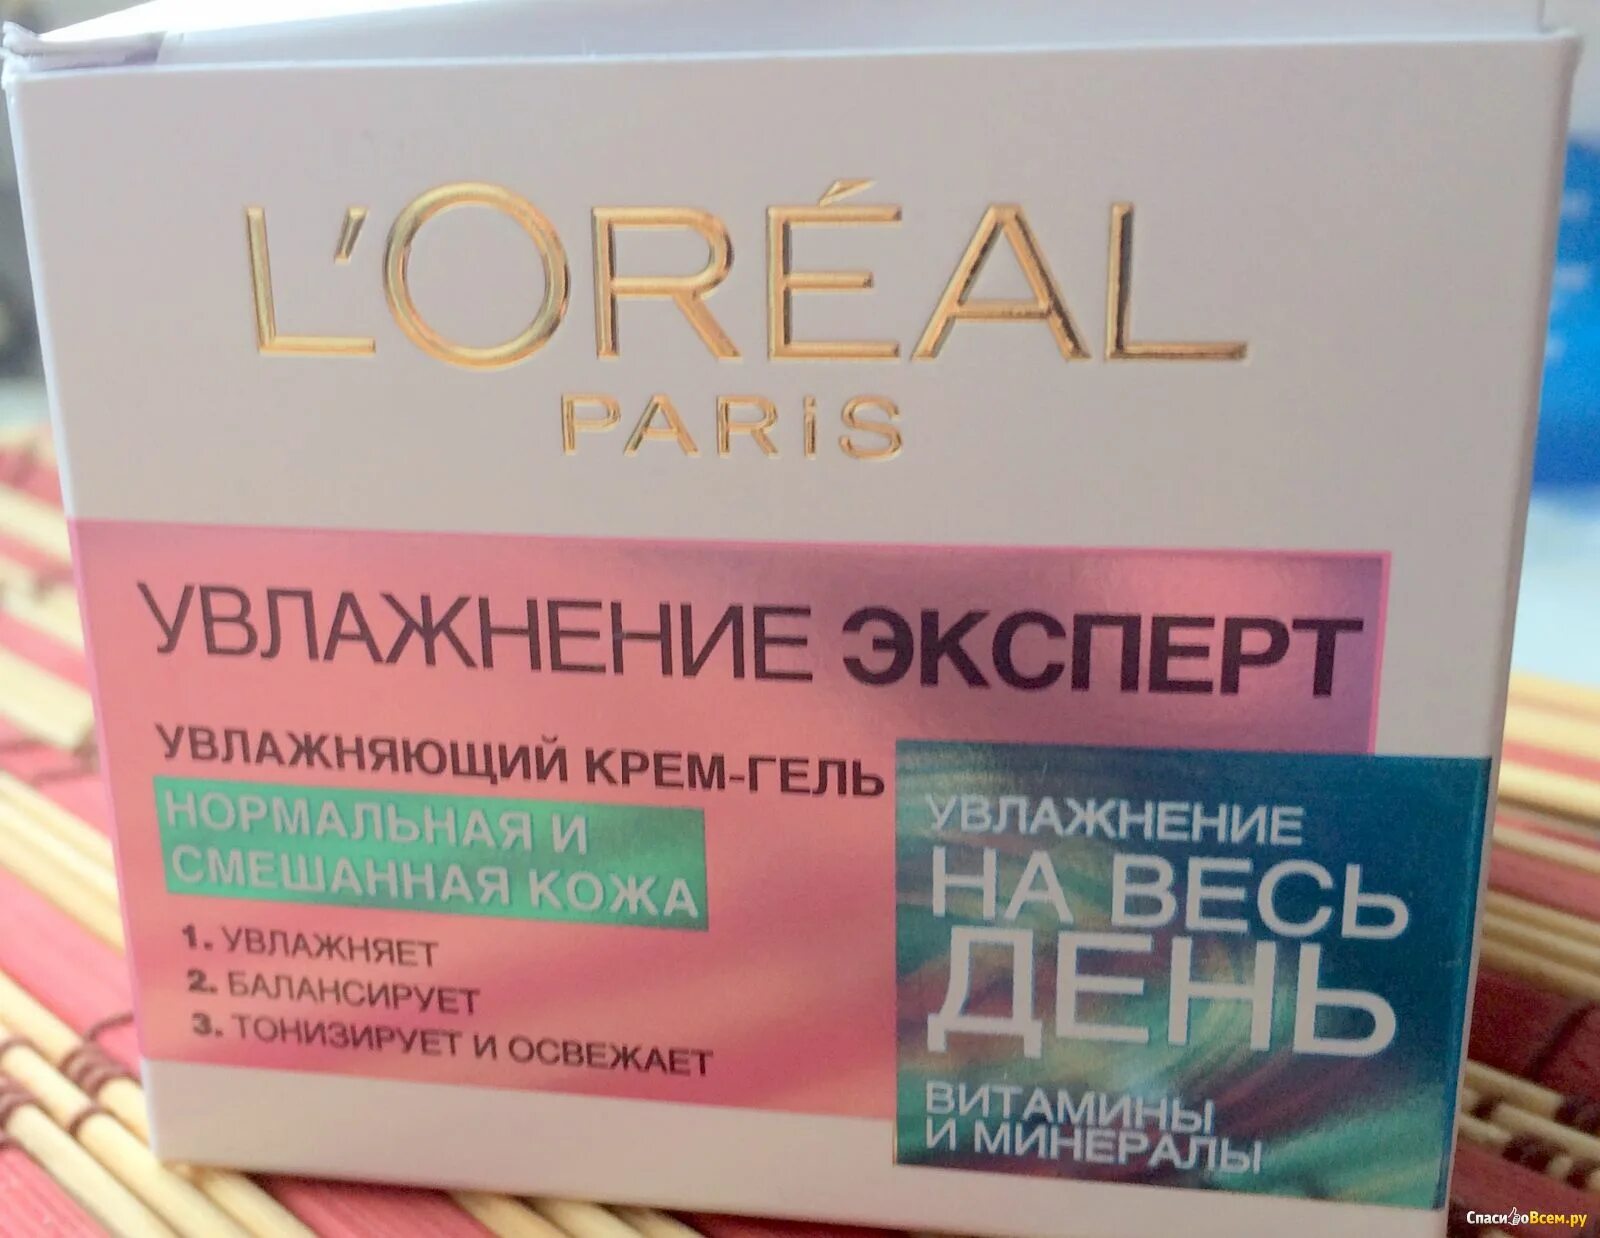 L'ORÉAL
PARiS
УВЛАЖНЕНИЕ ЭКСПЕРТ
УВЛАЖНЯЮЩИЙ КРЕМ-ГЕЛЬ
НОРМАЛЬНАЯ И
СМЕШАННАЯ КОЖА
1. УВЛАЖНЯЕТ
2. БАЛАНСИРУЕТ
3. ТОНИЗИРУЕТ И ОСВЕЖАЕТ
УВЛАЖНЕНИЕ
НА ВЕСЬ
ДЕНЬ
ВИТАМИНЫ
И МИНЕРАЛЫ
СпасибоВсем.ру